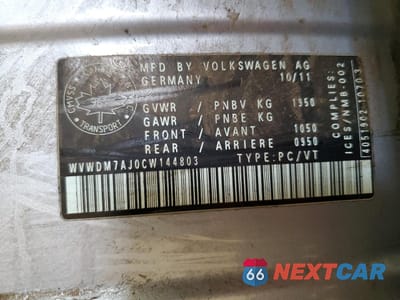 MFD BY VOLKSWAGEN AG
GERMANY 10/11
GVWR / PNBV KG 1950
GAWR / PNBE KG
FRONT / AVANT 1050
REAR / ARRIERE 0950
WVWDM7AJ0CW144803 TYPE:PC/VT
COMPLIES:
ICES/NMB-002
TRANSPORT
66 NEXTCAR